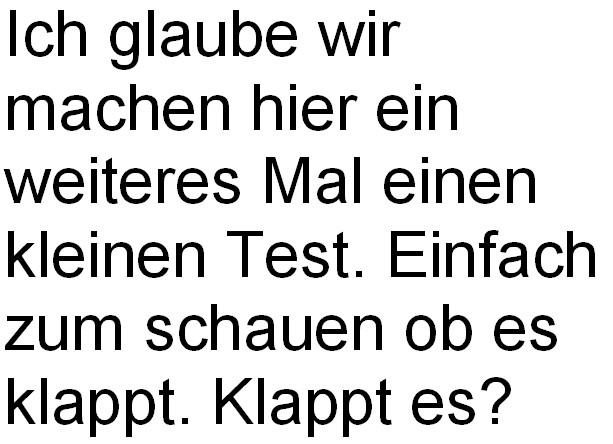 Ich glaube wir
machen hier ein
weiteres Mal einen
kleinen Test. Einfach
zum schauen ob es
klappt. Klappt es?